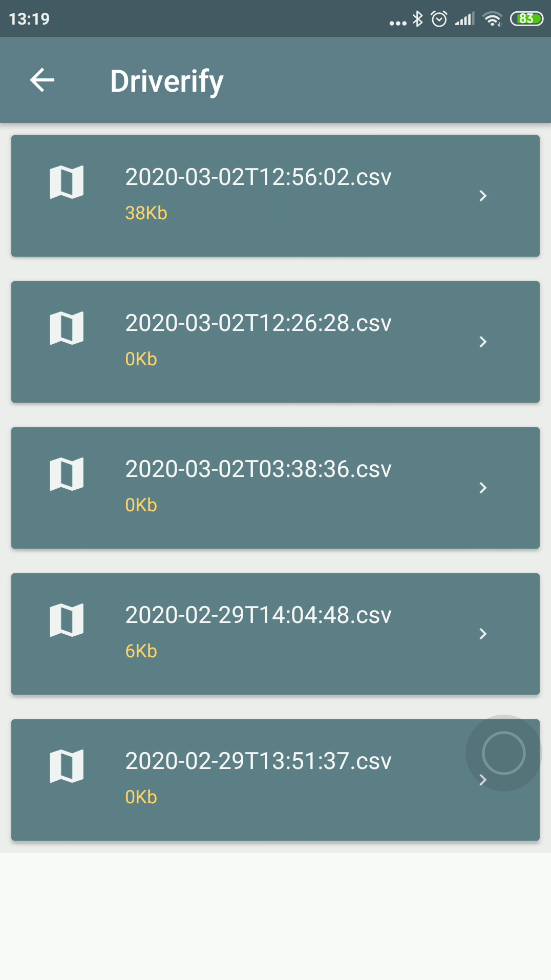 13:19
83
Driverify
2020-03-02T12:56:02.csv
38Kb
2020-03-02T12:26:28.csv
0Kb
2020-03-02T03:38:36.csv
0Kb
2020-02-29T14:04:48.csv
6Kb
2020-02-29T13:51:37.csv
0Kb